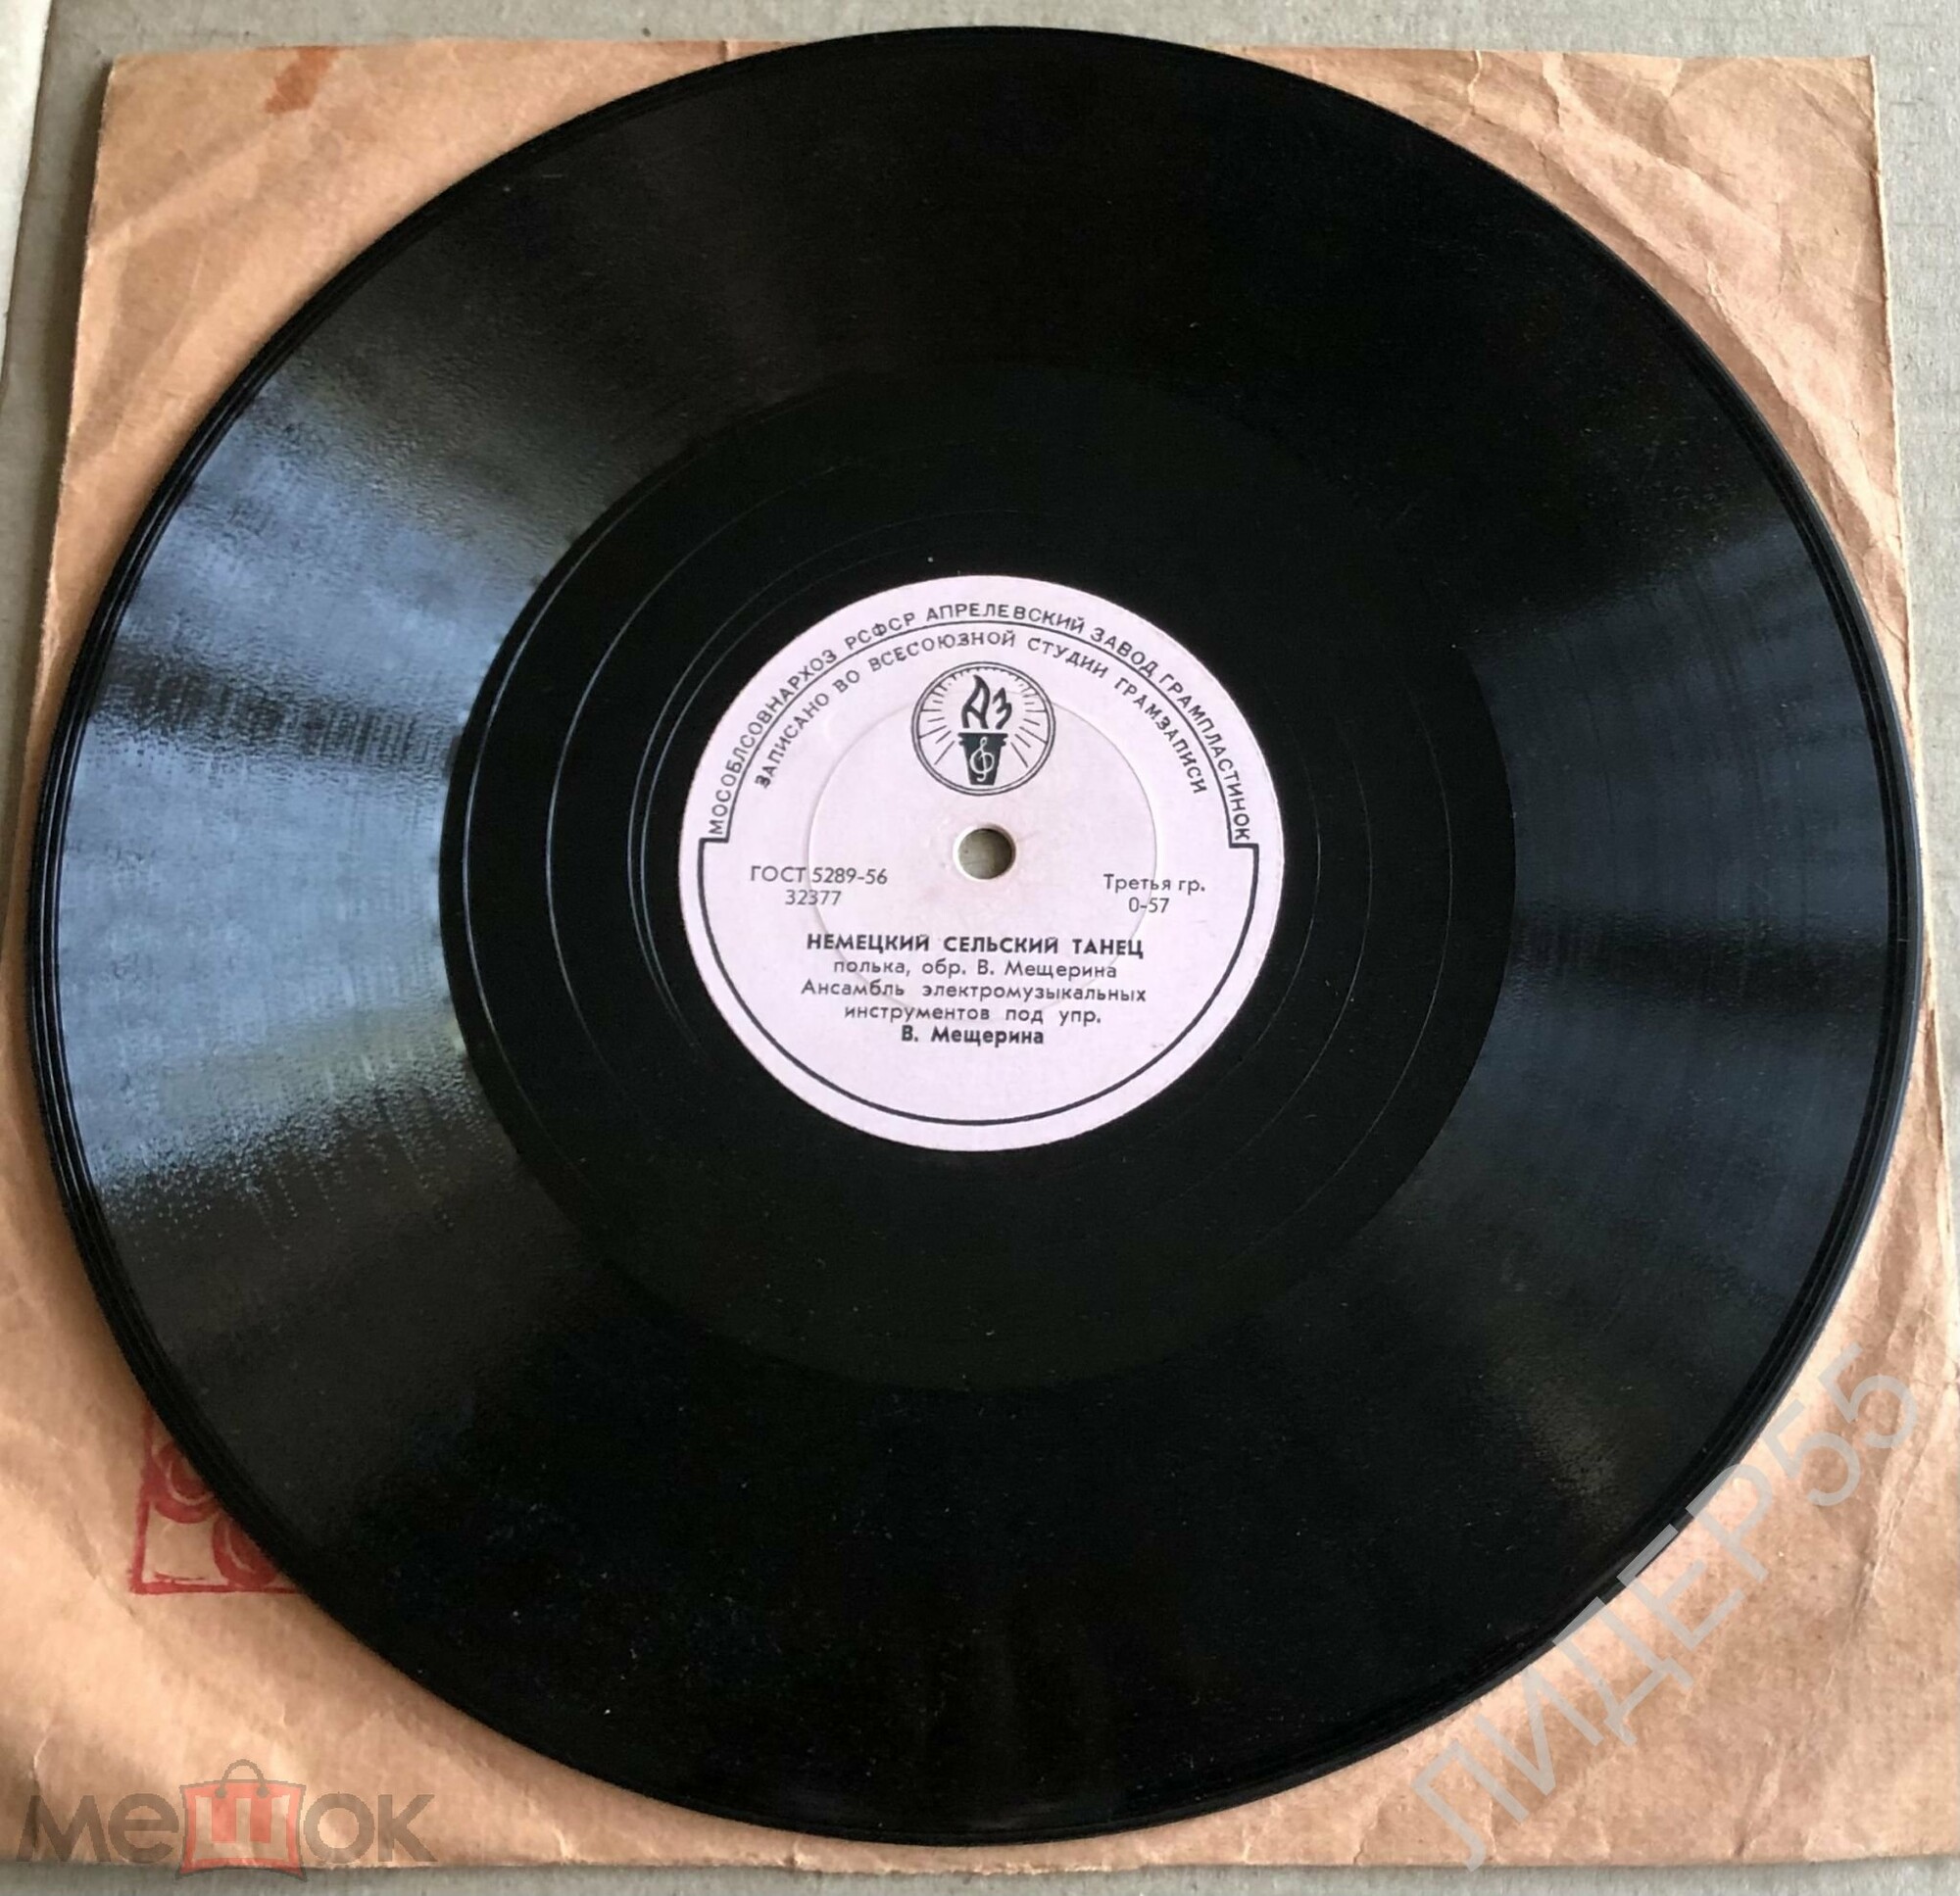 МОСОБЛСОВНАРХОЗ РСФСР АПРЕЛЕВСКИЙ ЗАВОД ГРАМПЛАСТИНОК
ЗАПИСАНО ВО ВСЕСОЮЗНОЙ СТУДИИ ГРАМЗАПИСИ
АЗ
ГОСТ 5289-56
32377
Третья гр.
0-57
НЕМЕЦКИЙ СЕЛЬСКИЙ ТАНЕЦ
полька, обр. В. Мещерина
Ансамбль электромузыкальных
инструментов под упр.
В. Мещерина
ЛИДЕР55
мешок